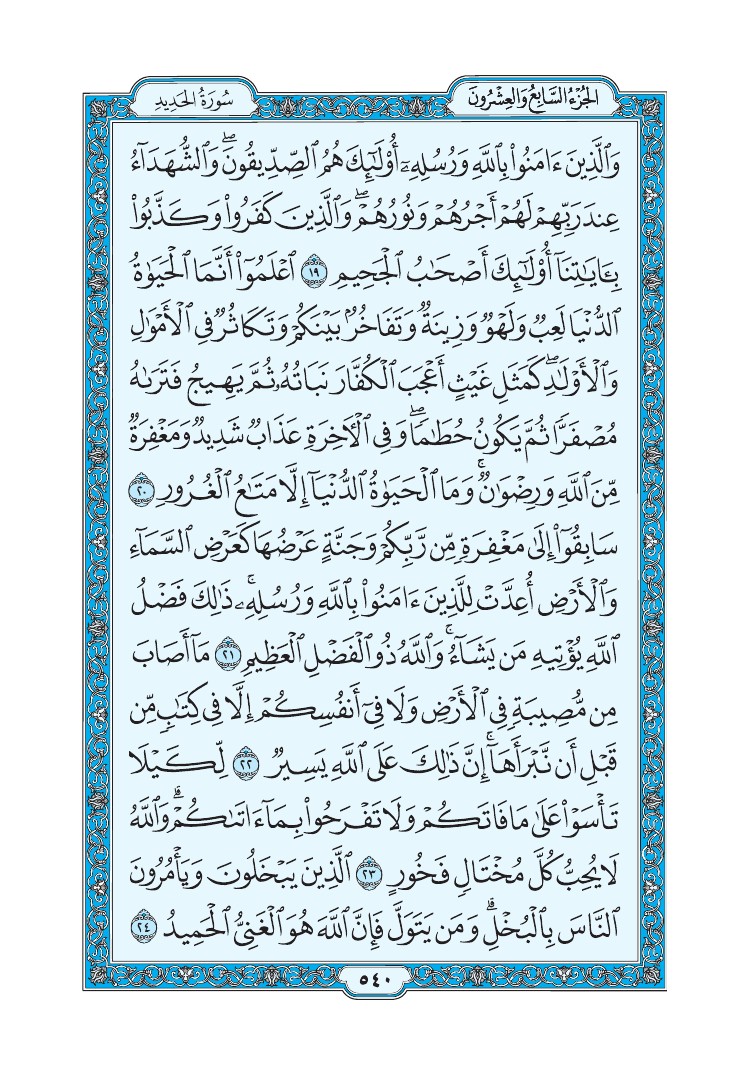 الجُزْءُ السَّابِعُ وَالعِشْرُونَ
سُورَةُ الحَدِيدِ
وَٱلَّذِينَ ءَامَنُوا۟ بِٱللَّهِ وَرُسُلِهِۦٓ أُو۟لَـٰٓئِكَ هُمُ ٱلصِّدِّيقُونَۖ وَٱلشُّهَدَآءُ
عِندَ رَبِّهِمْ لَهُمْ أَجْرُهُمْ وَنُورُهُمْۖ وَٱلَّذِينَ كَفَرُوا۟ وَكَذَّبُوا۟
بِـَٔايَـٰتِنَآ أُو۟لَـٰٓئِكَ أَصْحَـٰبُ ٱلْجَحِيمِ ١٩ ٱعْلَمُوٓا۟ أَنَّمَا ٱلْحَيَوٰةُ
ٱلدُّنْيَا لَعِبٌ وَلَهْوٌ وَزِينَةٌ وَتَفَاخُرٌۢ بَيْنَكُمْ وَتَكَاثُرٌ فِى ٱلْأَمْوَٰلِ
وَٱلْأَوْلَـٰدِۖ كَمَثَلِ غَيْثٍ أَعْجَبَ ٱلْكُفَّارَ نَبَاتُهُۥ ثُمَّ يَهِيجُ فَتَرَىٰهُ
مُصْفَرًّا ثُمَّ يَكُونُ حُطَـٰمًاۖ وَفِى ٱلْـَٔاخِرَةِ عَذَابٌ شَدِيدٌ وَمَغْفِرَةٌ
مِّنَ ٱللَّهِ وَرِضْوَٰنٌۚ وَمَا ٱلْحَيَوٰةُ ٱلدُّنْيَآ إِلَّا مَتَـٰعُ ٱلْغُرُورِ ٢٠
سَابِقُوٓا۟ إِلَىٰ مَغْفِرَةٍ مِّن رَّبِّكُمْ وَجَنَّةٍ عَرْضُهَا كَعَرْضِ ٱلسَّمَآءِ
وَٱلْأَرْضِ أُعِدَّتْ لِلَّذِينَ ءَامَنُوا۟ بِٱللَّهِ وَرُسُلِهِۦۚ ذَٰلِكَ فَضْلُ
ٱللَّهِ يُؤْتِيهِ مَن يَشَآءُۚ وَٱللَّهُ ذُو ٱلْفَضْلِ ٱلْعَظِيمِ ٢١ مَآ أَصَابَ
مِن مُّصِيبَةٍ فِى ٱلْأَرْضِ وَلَا فِىٓ أَنفُسِكُمْ إِلَّا فِى كِتَـٰبٍ مِّن
قَبْلِ أَن نَّبْرَأَهَآۚ إِنَّ ذَٰلِكَ عَلَى ٱللَّهِ يَسِيرٌ ٢٢ لِّكَيْلَا
تَأْسَوْا۟ عَلَىٰ مَا فَاتَكُمْ وَلَا تَفْرَحُوا۟ بِمَآ ءَاتَىٰكُمْۗ وَٱللَّهُ
لَا يُحِبُّ كُلَّ مُخْتَالٍ فَخُورٍ ٢٣ ٱلَّذِينَ يَبْخَلُونَ وَيَأْمُرُونَ
ٱلنَّاسَ بِٱلْبُخْلِۗ وَمَن يَتَوَلَّ فَإِنَّ ٱللَّهَ هُوَ ٱلْغَنِىُّ ٱلْحَمِيدُ ٢٤
٥٤٠